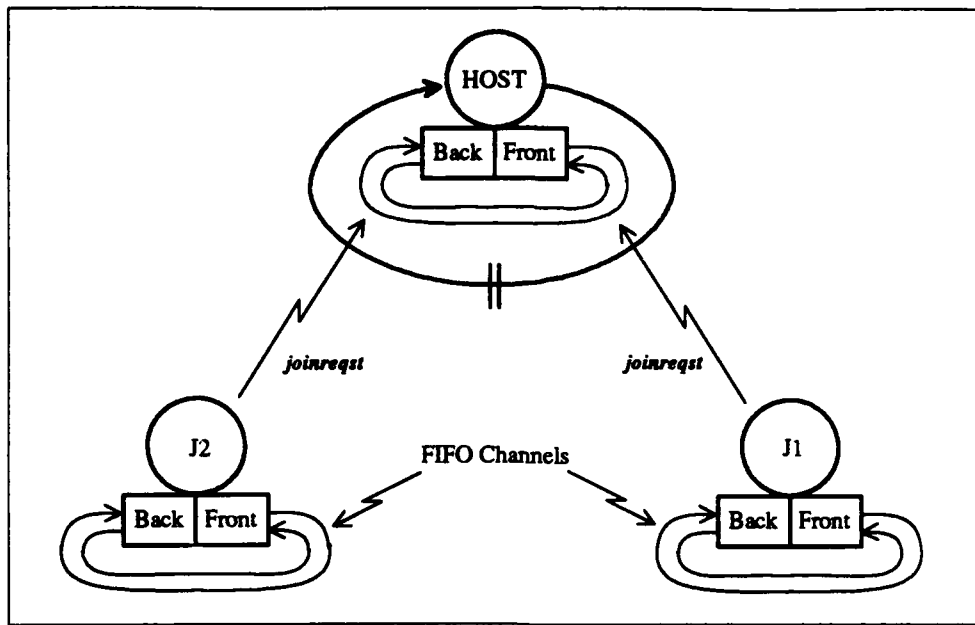 HOST
Back Front
joinreqst joinreqst
J2 FIFO Channels J1
Back Front Back Front